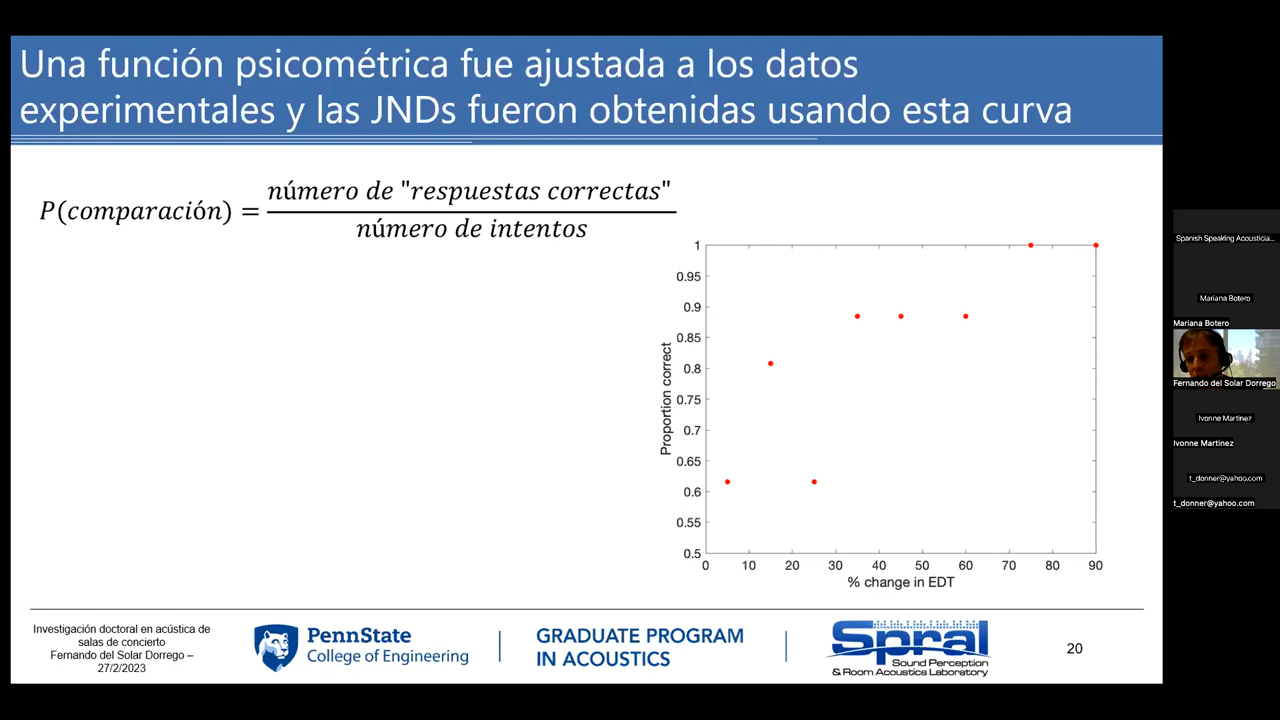 Una función psicométrica fue ajustada a los datos
experimentales y las JNDs fueron obtenidas usando esta curva
P(comparación) = número de "respuestas correctas" / número de intentos
1
0.95
0.9
0.85
0.8
0.75
0.7
0.65
0.6
0.55
0.5
Proportion correct
0 10 20 30 40 50 60 70 80 90
% change in EDT
Investigación doctoral en acústica de
salas de concierto
Fernando del Solar Dorrego –
27/2/2023
PennState
College of Engineering
GRADUATE PROGRAM
IN ACOUSTICS
Spral
Sound Perception
& Room Acoustics Laboratory
20
Spanish Speaking Acousticia...
Mariana Botero
Mariana Botero
Fernando del Solar Dorrego
Ivonne Martinez
Ivonne Martinez
t_donner@yahoo.com
t_donner@yahoo.com